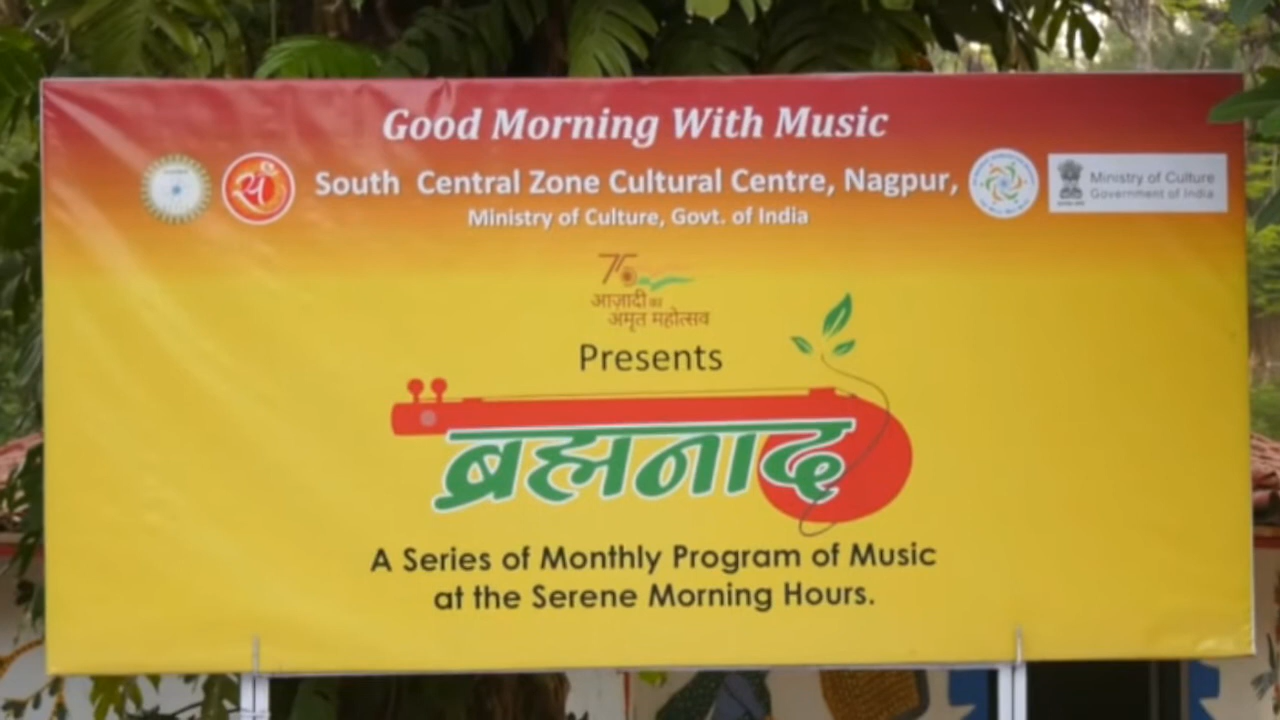 Good Morning With Music
South Central Zone Cultural Centre, Nagpur,
Ministry of Culture
Government of India
Ministry of Culture, Govt. of India
75
आज़ादी का
अमृत महोत्सव
Presents
ब्रह्मनाद
A Series of Monthly Program of Music
at the Serene Morning Hours.